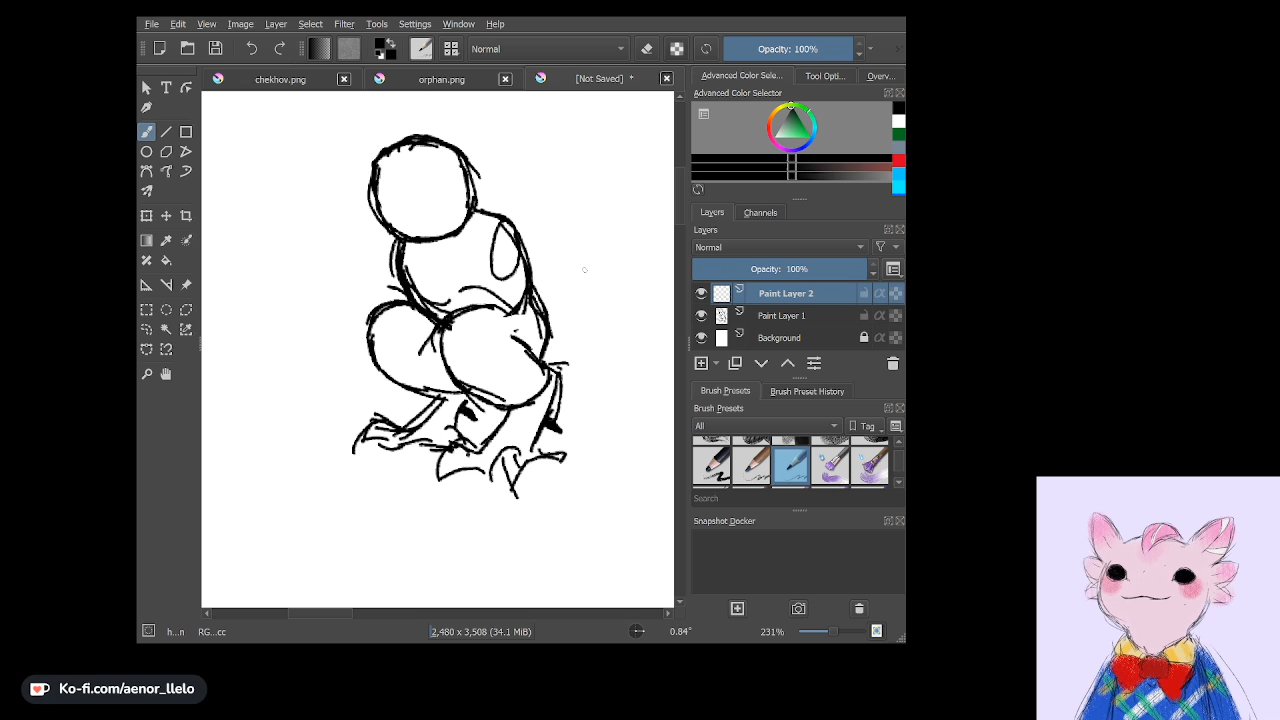 File Edit View Image Layer Select Filter Tools Settings Window Help
Normal
Opacity: 100%
chekhov.png
orphan.png
[Not Saved] *
Advanced Color Sele...
Tool Opti...
Overv...
Advanced Color Selector
Layers
Channels
Layers
Normal
Opacity: 100%
Paint Layer 2
Paint Layer 1
Background
Brush Presets
Brush Preset History
Brush Presets
All
Tag
Search
Snapshot Docker
h...n
RG...cc
2,480 x 3,508 (34.1 MiB)
0.84°
231%
Ko-fi.com/aenor_llelo